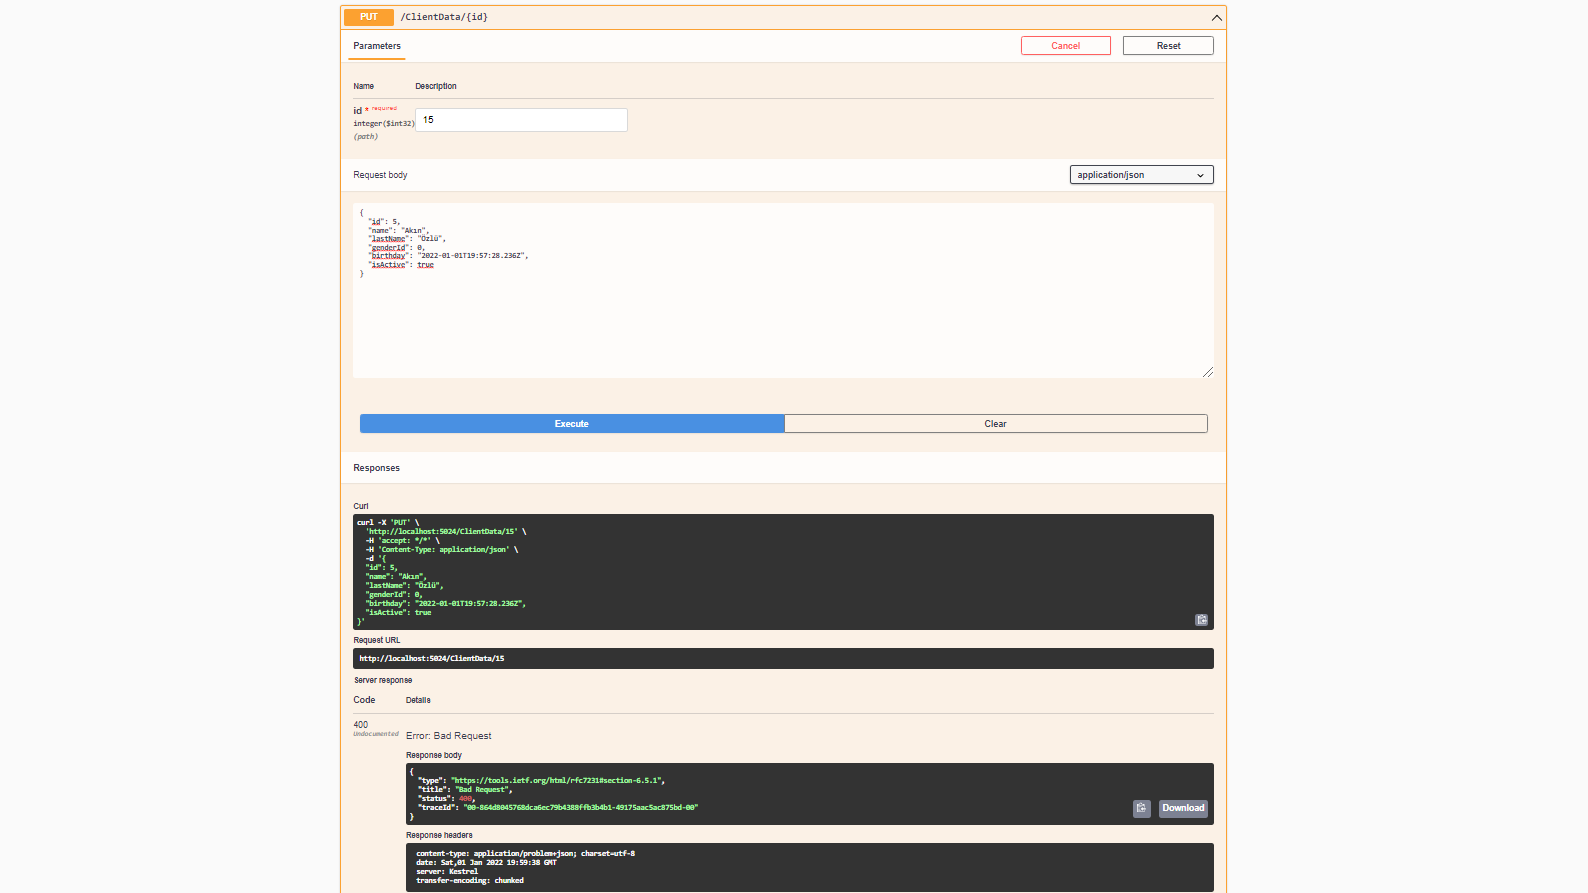 PUT /ClientData/{id}
Parameters
Cancel
Reset
Name Description
id * required
integer($int32)
(path)
15
Request body
application/json
{
"id": 5,
"name": "Akın",
"lastName": "Özlü",
"genderId": 0,
"birthday": "2022-01-01T19:57:28.236Z",
"isActive": true
}
Execute
Clear
Responses
Curl
curl -X 'PUT' \
'http://localhost:5024/ClientData/15' \
-H 'accept: */*' \
-H 'Content-Type: application/json' \
-d '{
"id": 5,
"name": "Akın",
"lastName": "Özlü",
"genderId": 0,
"birthday": "2022-01-01T19:57:28.236Z",
"isActive": true
}'
Request URL
http://localhost:5024/ClientData/15
Server response
Code Details
400
Undocumented
Error: Bad Request
Response body
{
"type": "https://tools.ietf.org/html/rfc7231#section-6.5.1",
"title": "Bad Request",
"status": 400,
"traceId": "00-864d8045768dca6ec79b4388ffb3b4b1-49175aac5ac875bd-00"
}
Download
Response headers
content-type: application/problem+json; charset=utf-8
date: Sat,01 Jan 2022 19:59:38 GMT
server: Kestrel
transfer-encoding: chunked